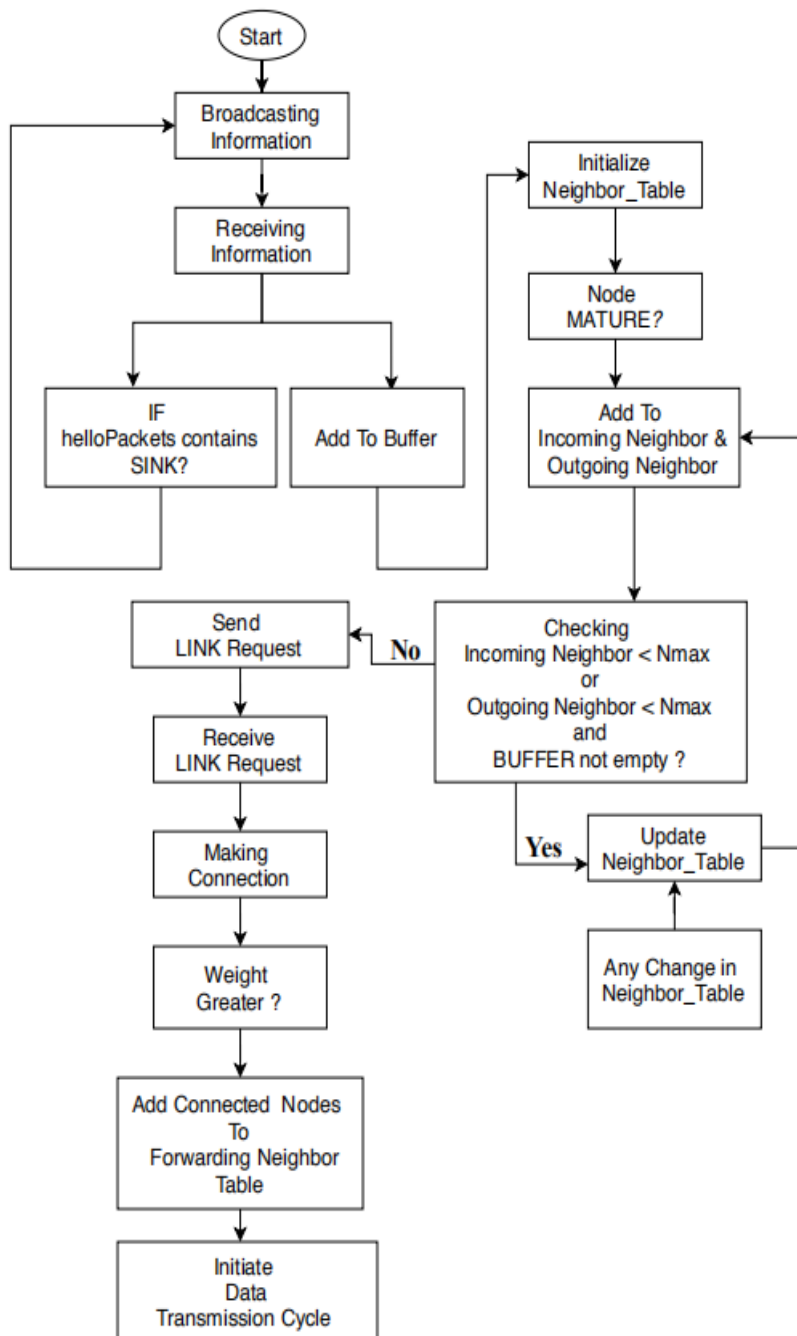 Start
Broadcasting
Information
Receiving
Information
IF
helloPackets contains
SINK?
Add To Buffer
Initialize
Neighbor_Table
Node
MATURE?
Add To
Incoming Neighbor &
Outgoing Neighbor
Checking
Incoming Neighbor < Nmax
or
Outgoing Neighbor < Nmax
and
BUFFER not empty ?
No
Yes
Update
Neighbor_Table
Any Change in
Neighbor_Table
Send
LINK Request
Receive
LINK Request
Making
Connection
Weight
Greater ?
Add Connected Nodes
To
Forwarding Neighbor
Table
Initiate
Data
Transmission Cycle